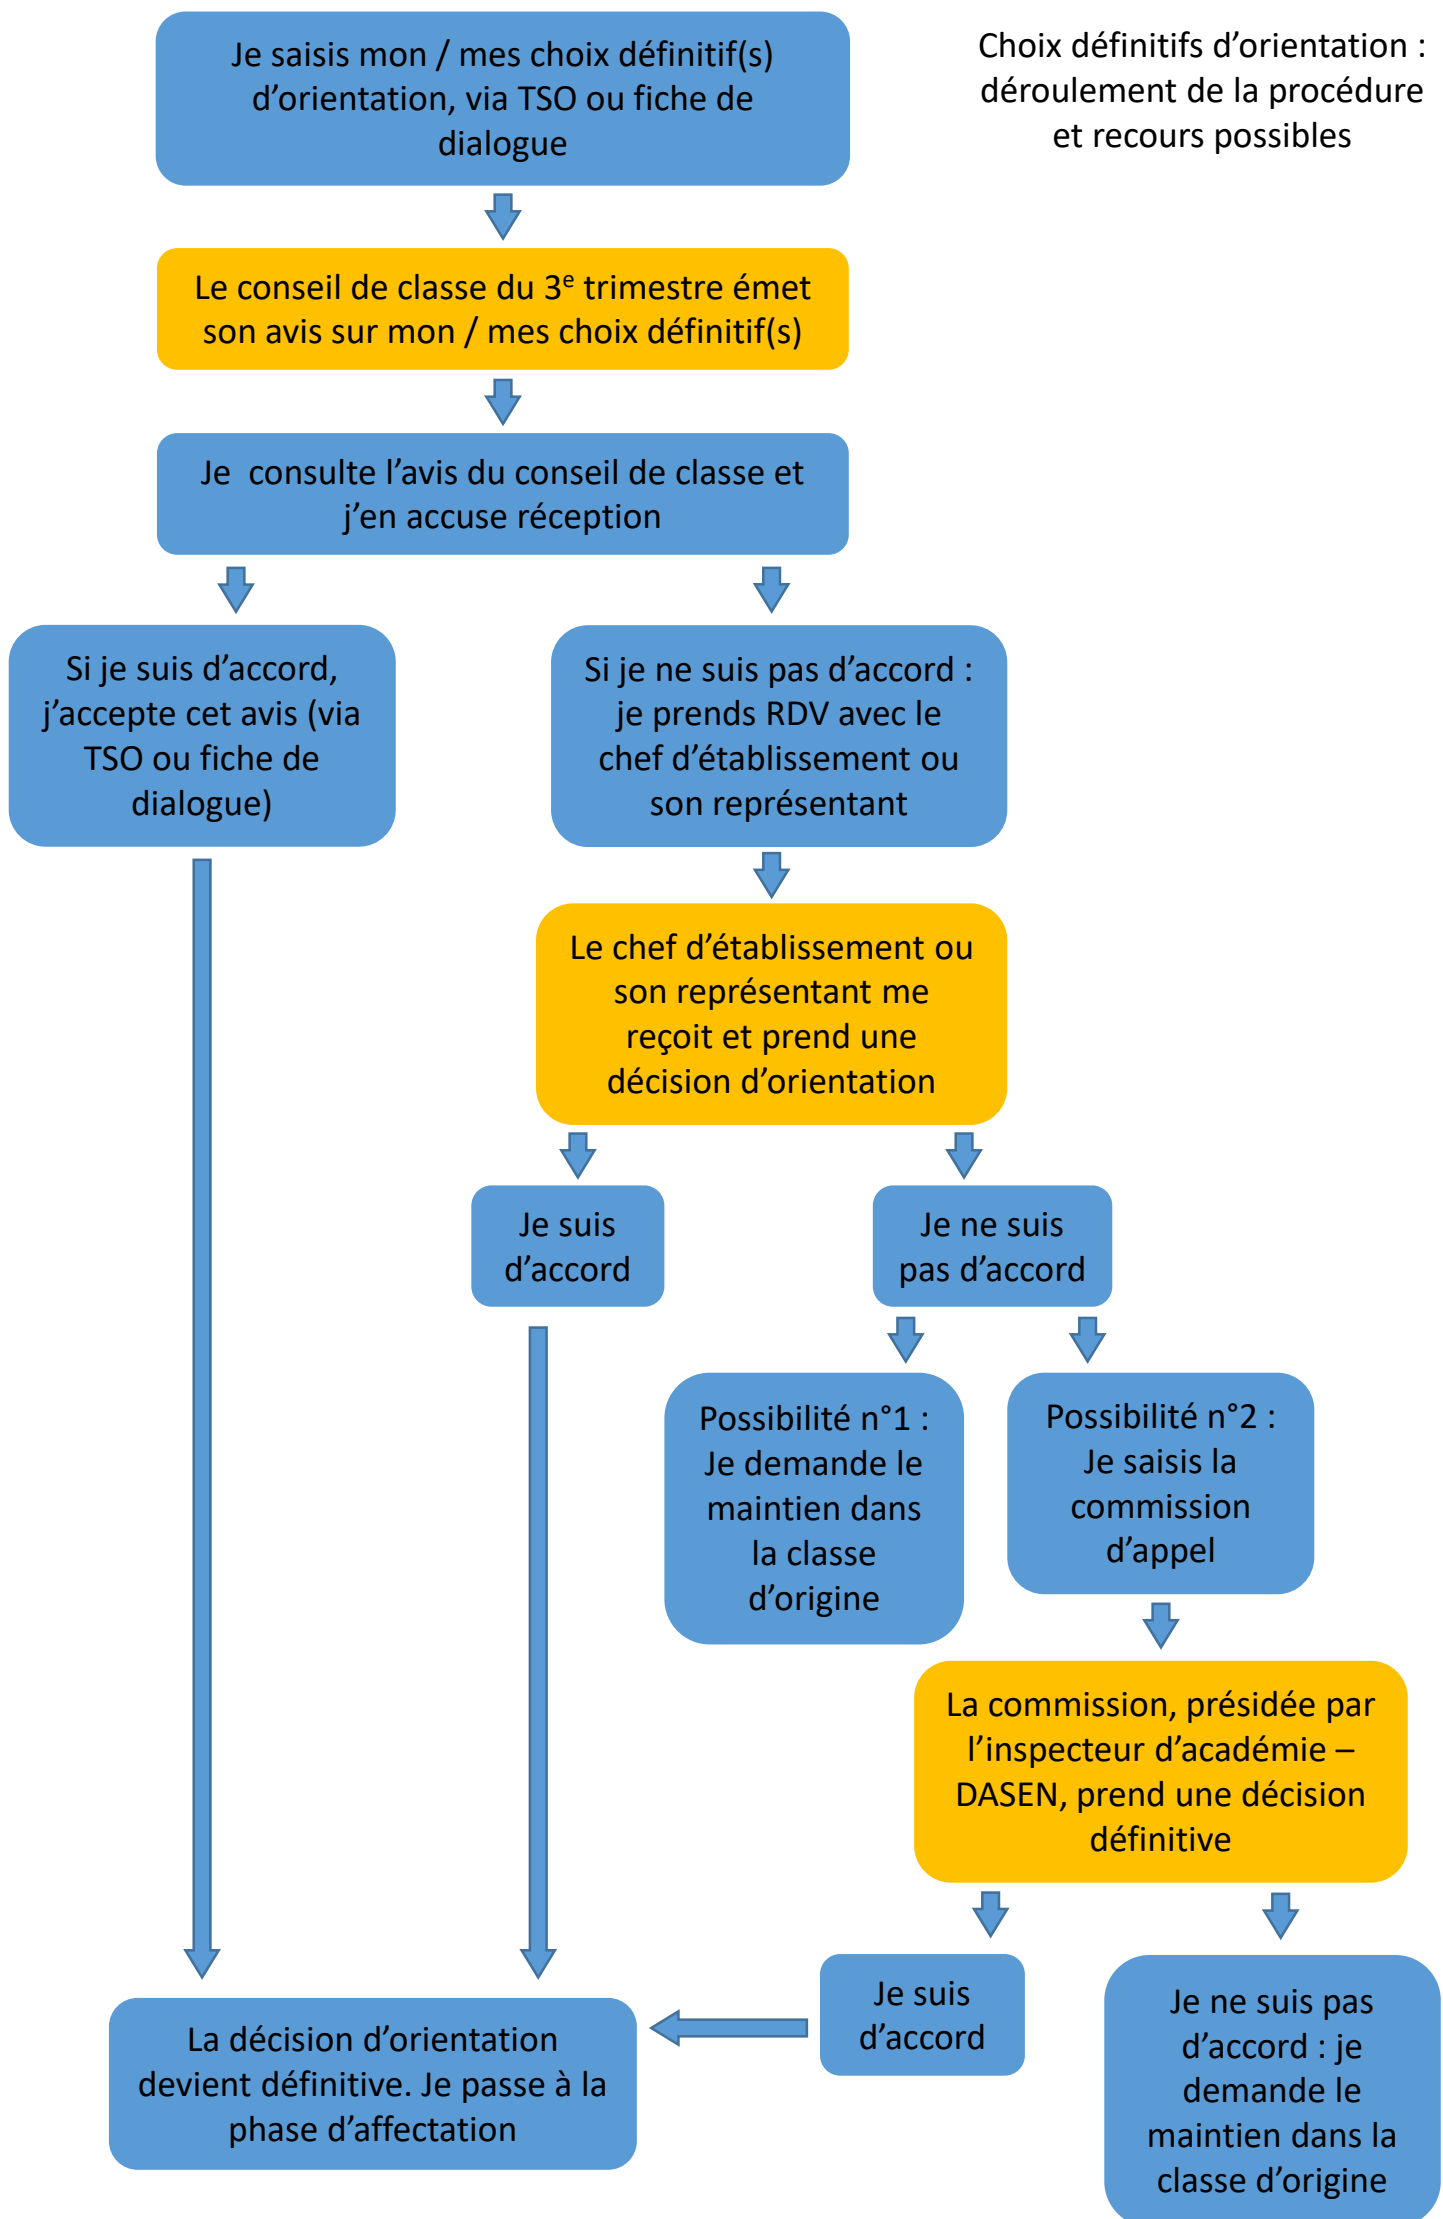 Choix définitifs d’orientation :
déroulement de la procédure
et recours possibles
Je saisis mon / mes choix définitif(s)
d’orientation, via TSO ou fiche de
dialogue
Le conseil de classe du 3e trimestre émet
son avis sur mon / mes choix définitif(s)
Je  consulte l’avis du conseil de classe et
j’en accuse réception
Si je suis d’accord,
j’accepte cet avis (via
TSO ou fiche de
dialogue)
Si je ne suis pas d’accord :
je prends RDV avec le
chef d’établissement ou
son représentant
Le chef d’établissement ou
son représentant me
reçoit et prend une
décision d’orientation
Je suis
d’accord
Je ne suis
pas d’accord
Possibilité n°1 :
Je demande le
maintien dans
la classe
d’origine
Possibilité n°2 :
Je saisis la
commission
d’appel
La commission, présidée par
l’inspecteur d’académie –
DASEN, prend une décision
définitive
Je suis
d’accord
Je ne suis pas
d’accord : je
demande le
maintien dans la
classe d’origine
La décision d’orientation
devient définitive. Je passe à la
phase d’affectation